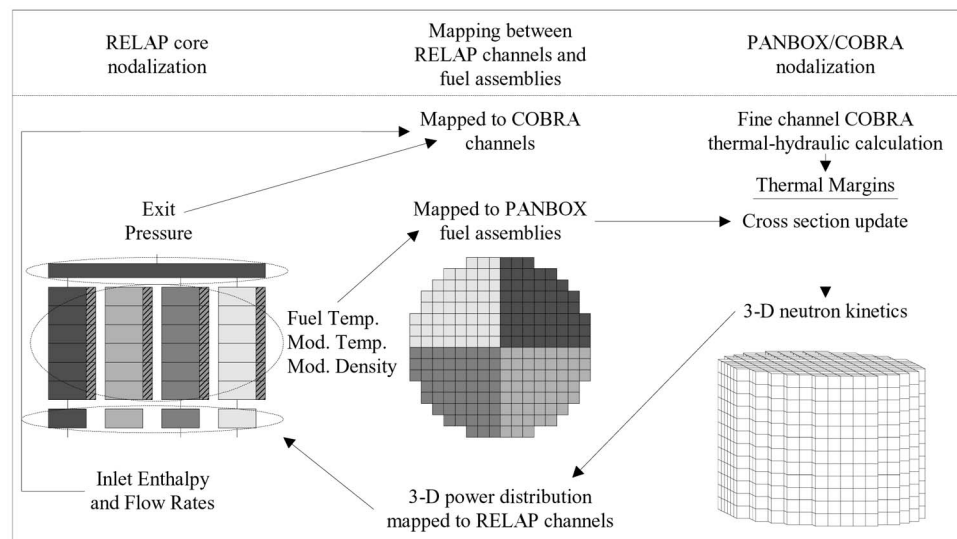 RELAP core
nodalization
Mapping between
RELAP channels and
fuel assemblies
PANBOX/COBRA
nodalization
Mapped to COBRA
channels
Fine channel COBRA
thermal-hydraulic calculation
Thermal Margins
Exit
Pressure
Mapped to PANBOX
fuel assemblies
Cross section update
Fuel Temp.
Mod. Temp.
Mod. Density
3-D neutron kinetics
Inlet Enthalpy
and Flow Rates
3-D power distribution
mapped to RELAP channels